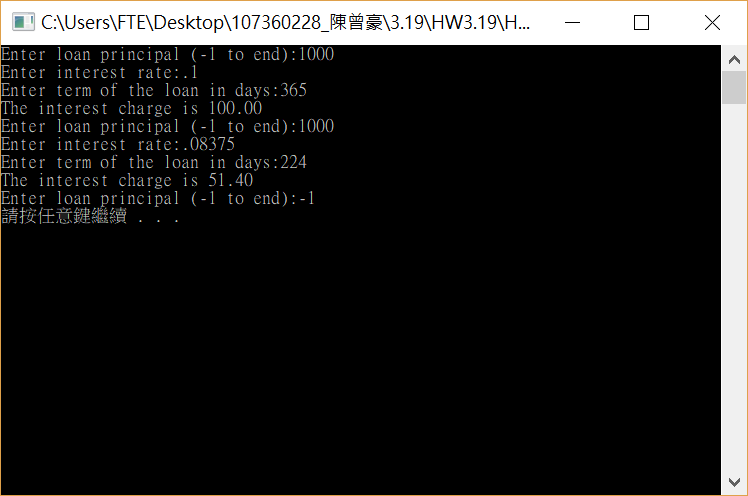 C:\Users\FTE\Desktop\107360228_陳曾豪\3.19\HW3.19\H...
Enter loan principal (-1 to end):1000
Enter interest rate:.1
Enter term of the loan in days:365
The interest charge is 100.00
Enter loan principal (-1 to end):1000
Enter interest rate:.08375
Enter term of the loan in days:224
The interest charge is 51.40
Enter loan principal (-1 to end):-1
請按任意鍵繼續 . . .